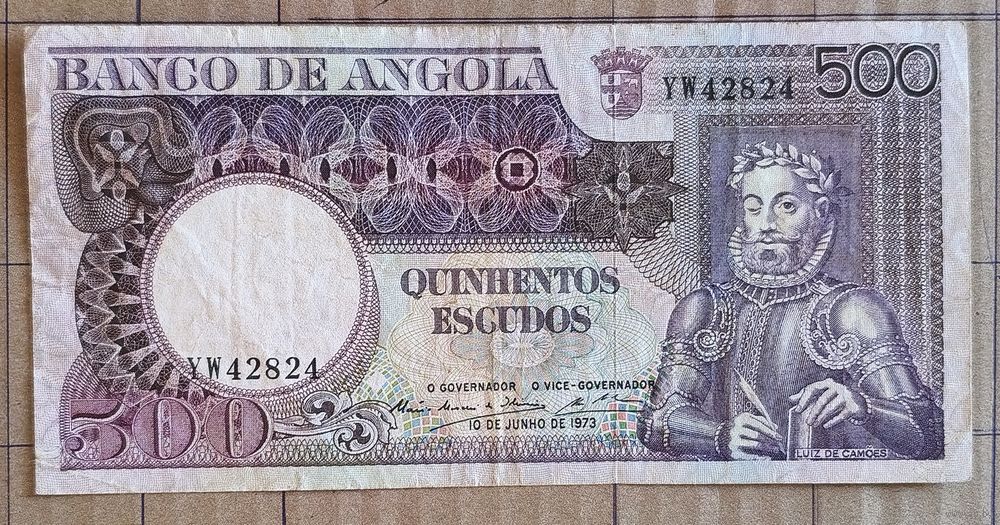 BANCO DE ANGOLA
YW42824
500
QUINHENTOS
ESCUDOS
YW42824
O GOVERNADOR O VICE-GOVERNADOR
500
10 DE JUNHO DE 1973
LUIZ DE CAMÕES